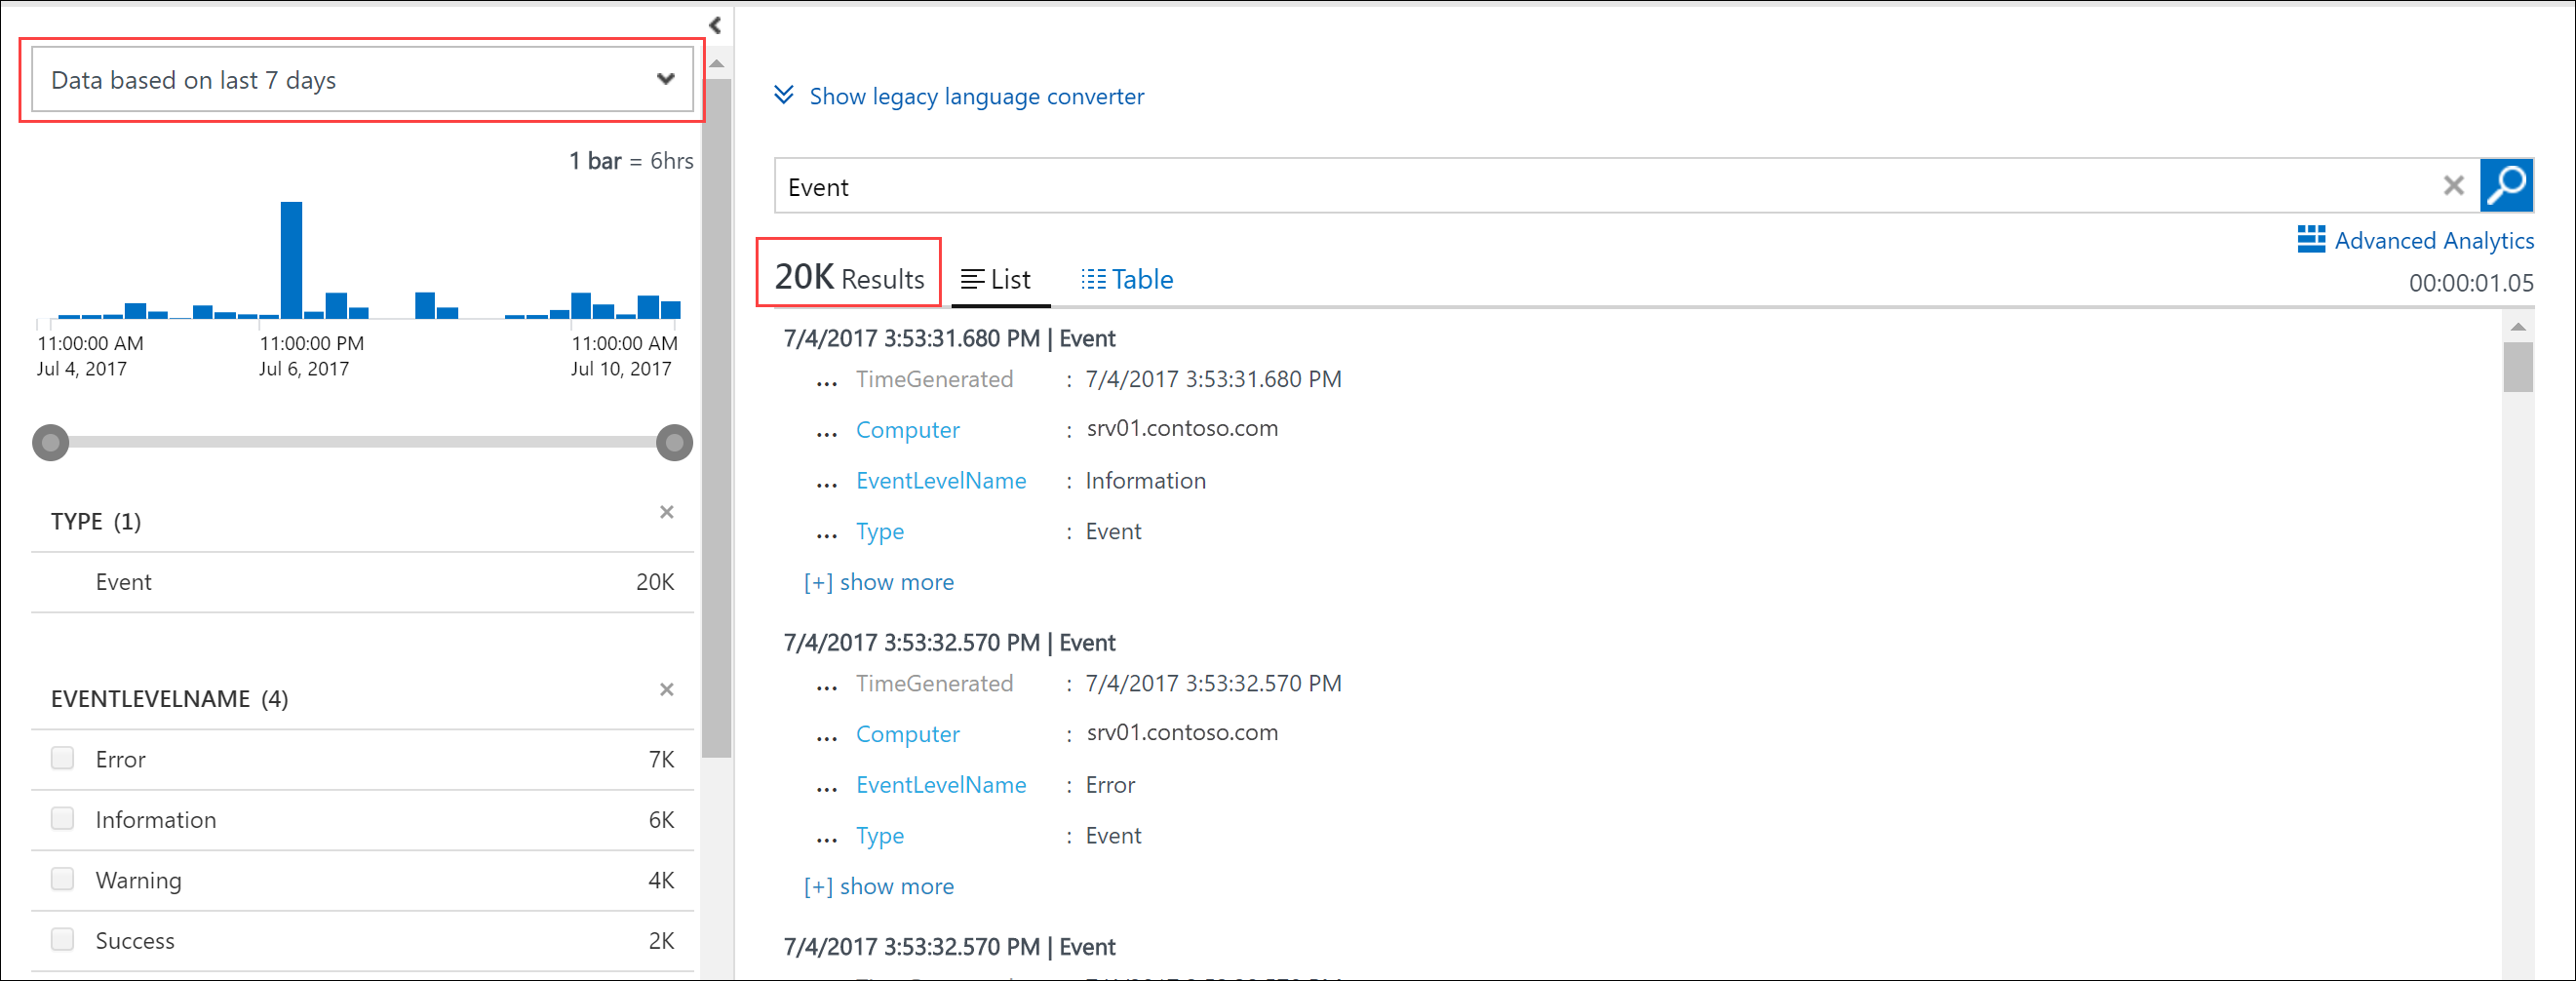 Data based on last 7 days
1 bar = 6hrs
11:00:00 AM
Jul 4, 2017
11:00:00 PM
Jul 6, 2017
11:00:00 AM
Jul 10, 2017
TYPE (1)
Event 20K
EVENTLEVELNAME (4)
Error 7K
Information 6K
Warning 4K
Success 2K
Show legacy language converter
Event
Advanced Analytics
20K Results List Table
00:00:01.05
7/4/2017 3:53:31.680 PM | Event
... TimeGenerated : 7/4/2017 3:53:31.680 PM
... Computer : srv01.contoso.com
... EventLevelName : Information
... Type : Event
[+] show more
7/4/2017 3:53:32.570 PM | Event
... TimeGenerated : 7/4/2017 3:53:32.570 PM
... Computer : srv01.contoso.com
... EventLevelName : Error
... Type : Event
[+] show more
7/4/2017 3:53:32.570 PM | Event